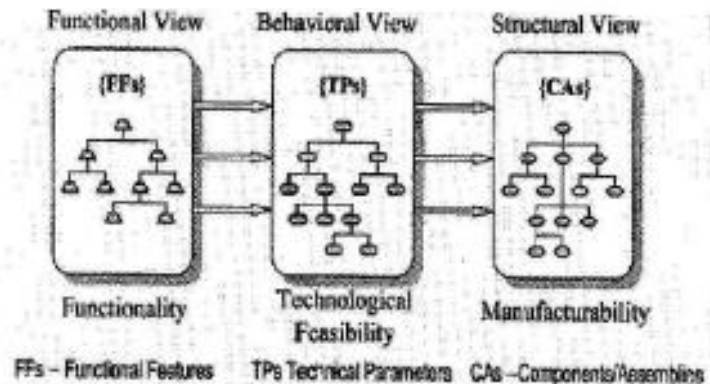 Functional View Behavioral View Structural View
{FFs} {TPs} {CAs}
Functionality Technological Feasibility Manufacturability
FFs – Functional Features TPs Technical Parameters CAs –Components/Assemblins